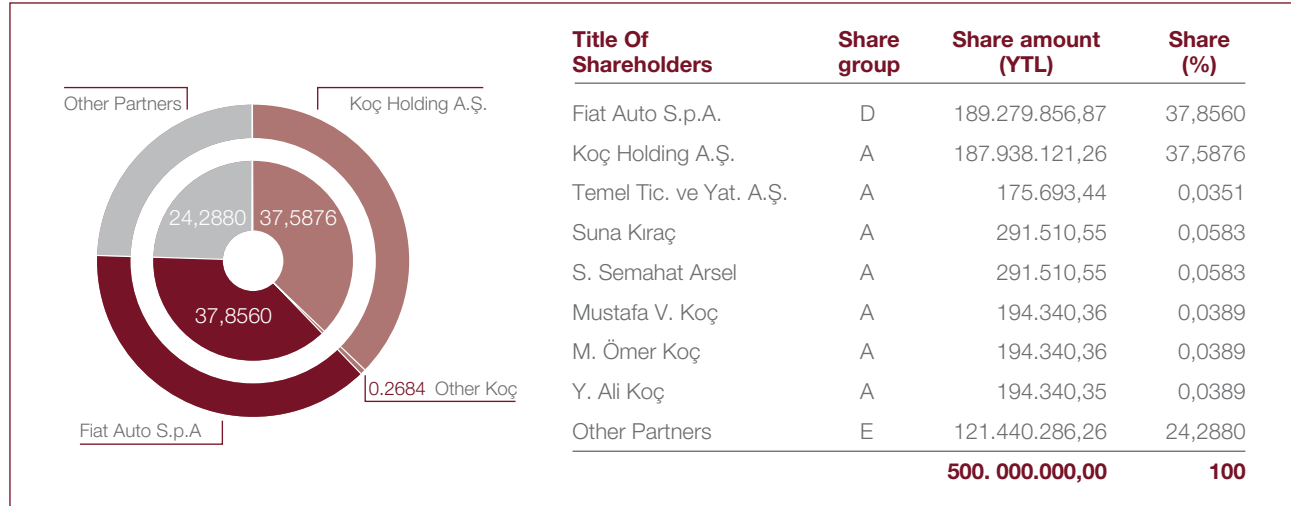 Other Partners
Koç Holding A.Ş.
24,2880
37,5876
37,8560
0.2684 Other Koç
Fiat Auto S.p.A
Title Of Shareholders Share group Share amount (YTL) Share (%)
Fiat Auto S.p.A. D 189.279.856,87 37,8560
Koç Holding A.Ş. A 187.938.121,26 37,5876
Temel Tic. ve Yat. A.Ş. A 175.693,44 0,0351
Suna Kıraç A 291.510,55 0,0583
S. Semahat Arsel A 291.510,55 0,0583
Mustafa V. Koç A 194.340,36 0,0389
M. Ömer Koç A 194.340,36 0,0389
Y. Ali Koç A 194.340,35 0,0389
Other Partners E 121.440.286,26 24,2880
500. 000.000,00 100